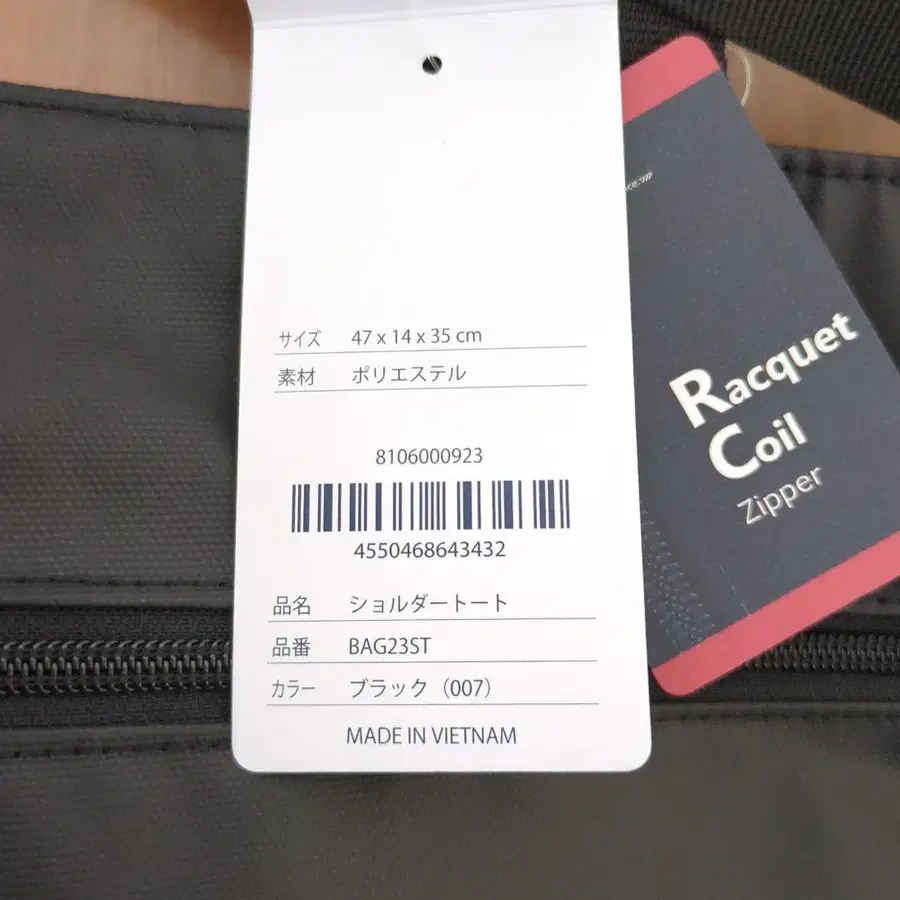 サイズ 47 x 14 x 35 cm
素材 ポリエステル
8106000923
4550468643432
品名 ショルダートート
品番 BAG23ST
カラー ブラック（007）
MADE IN VIETNAM
Racquet
Coil
Zipper